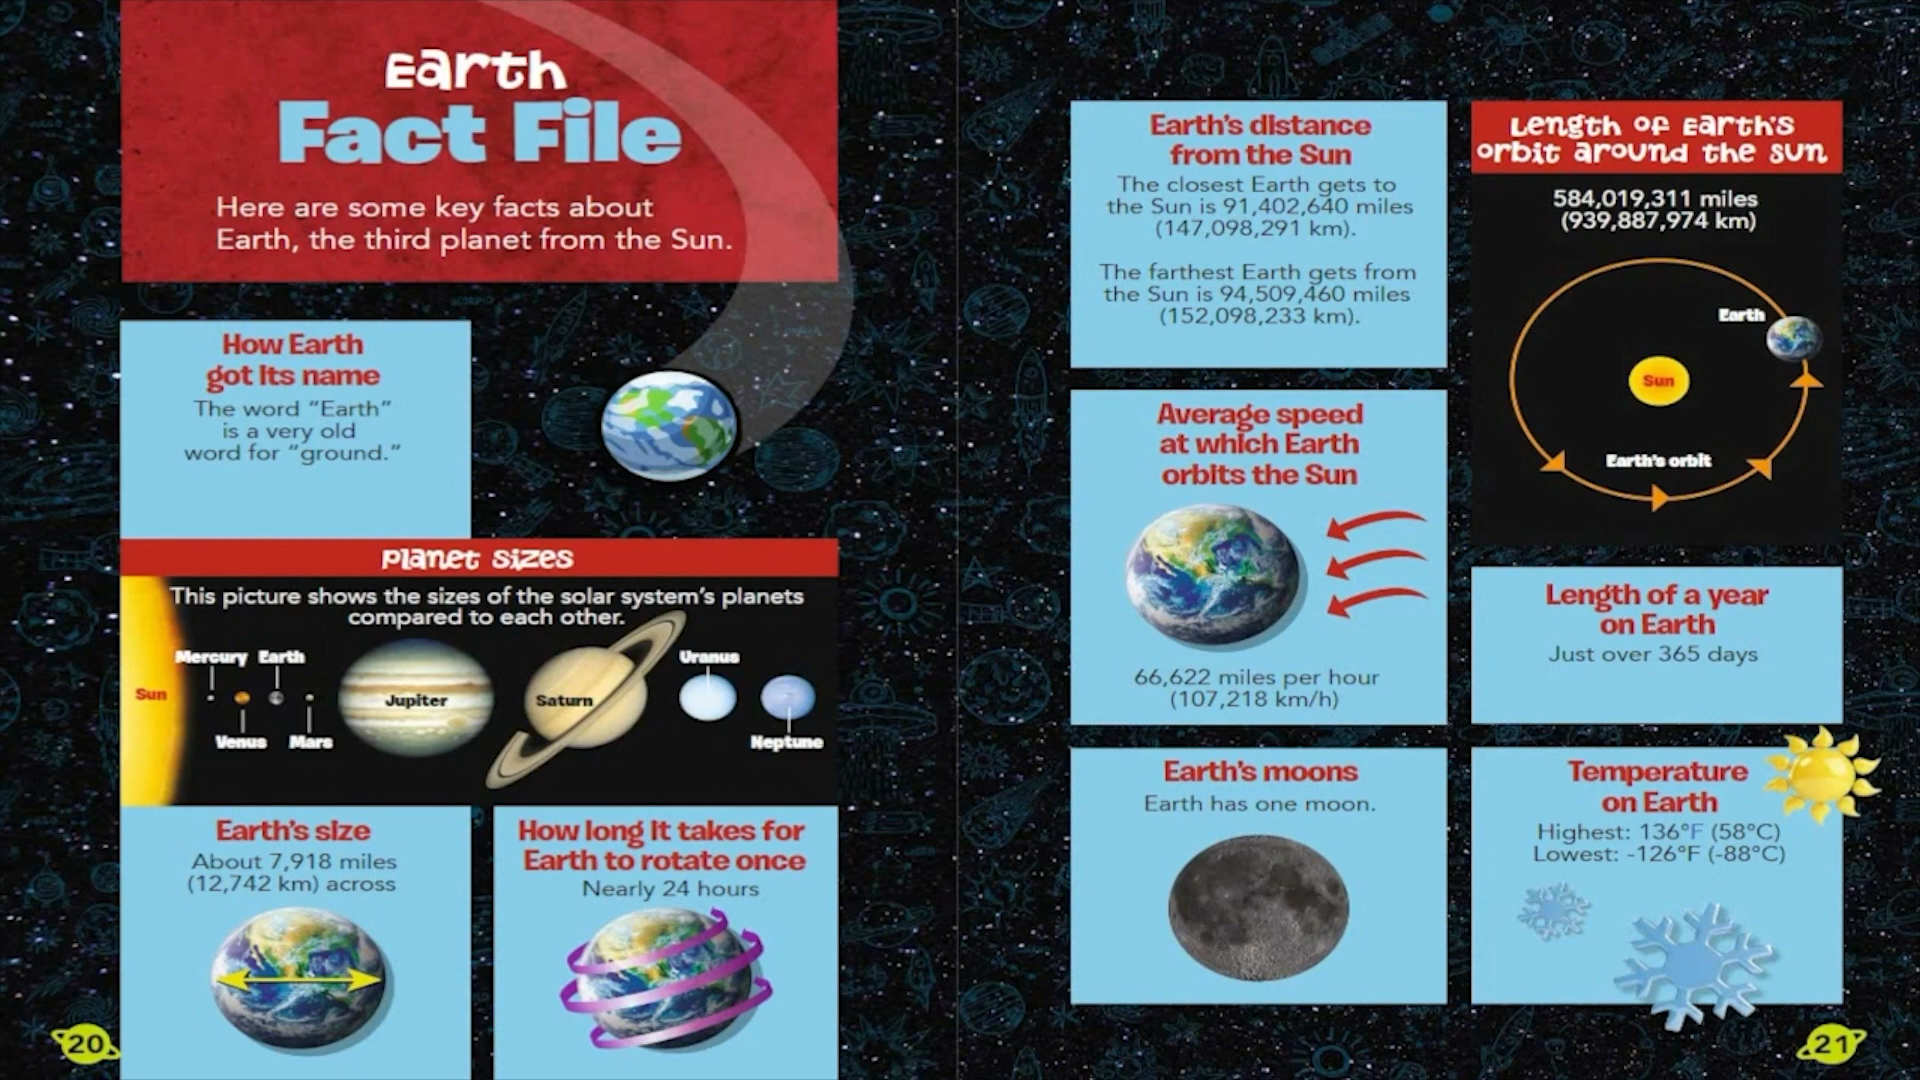 Earth
Fact File
Here are some key facts about
Earth, the third planet from the Sun.
How Earth
got its name
The word “Earth”
is a very old
word for “ground.”
Planet sizes
This picture shows the sizes of the solar system’s planets
compared to each other.
Mercury Earth
Uranus
Sun
Jupiter
Saturn
Venus Mars
Neptune
Earth’s size
About 7,918 miles
(12,742 km) across
How long it takes for
Earth to rotate once
Nearly 24 hours
20
Earth’s distance
from the Sun
The closest Earth gets to
the Sun is 91,402,640 miles
(147,098,291 km).
The farthest Earth gets from
the Sun is 94,509,460 miles
(152,098,233 km).
Average speed
at which Earth
orbits the Sun
66,622 miles per hour
(107,218 km/h)
Earth’s moons
Earth has one moon.
Length of Earth’s
orbit around the Sun
584,019,311 miles
(939,887,974 km)
Earth
Sun
Earth’s orbit
Length of a year
on Earth
Just over 365 days
Temperature
on Earth
Highest: 136°F (58°C)
Lowest: -126°F (-88°C)
21